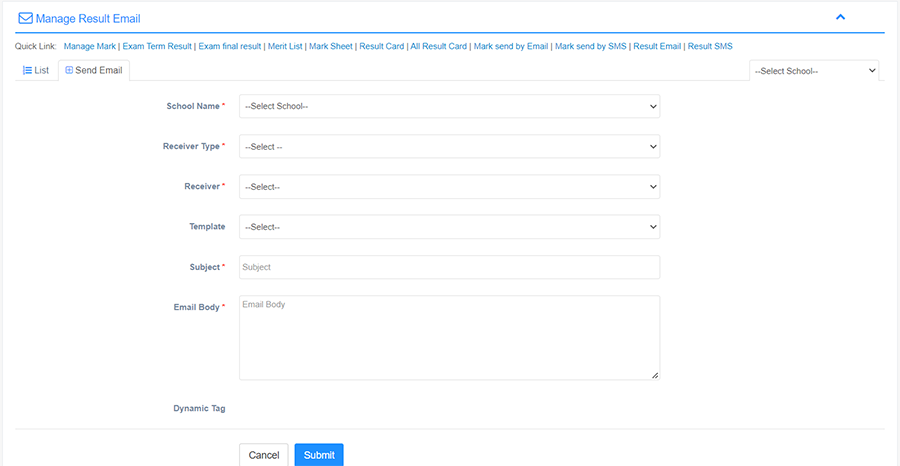 Manage Result Email
Quick Link: Manage Mark | Exam Term Result | Exam final result | Merit List | Mark Sheet | Result Card | All Result Card | Mark send by Email | Mark send by SMS | Result Email | Result SMS
List Send Email --Select School--
School Name * --Select School--
Receiver Type * --Select --
Receiver * --Select--
Template --Select--
Subject * Subject
Email Body * Email Body
Dynamic Tag
Cancel Submit